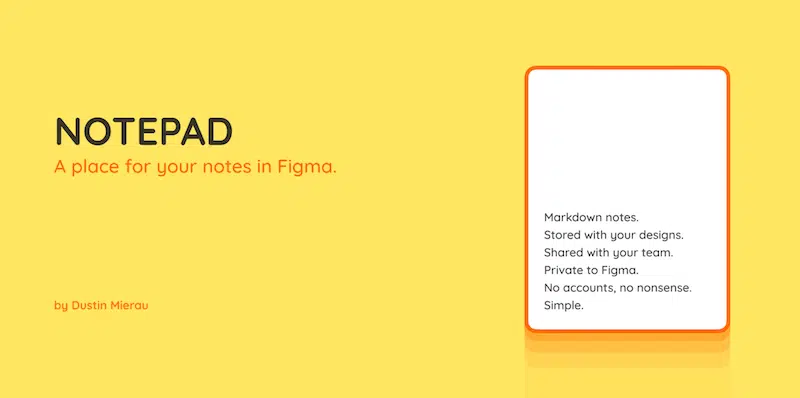 NOTEPAD
A place for your notes in Figma.
by Dustin Mierau
Markdown notes.
Stored with your designs.
Shared with your team.
Private to Figma.
No accounts, no nonsense.
Simple.